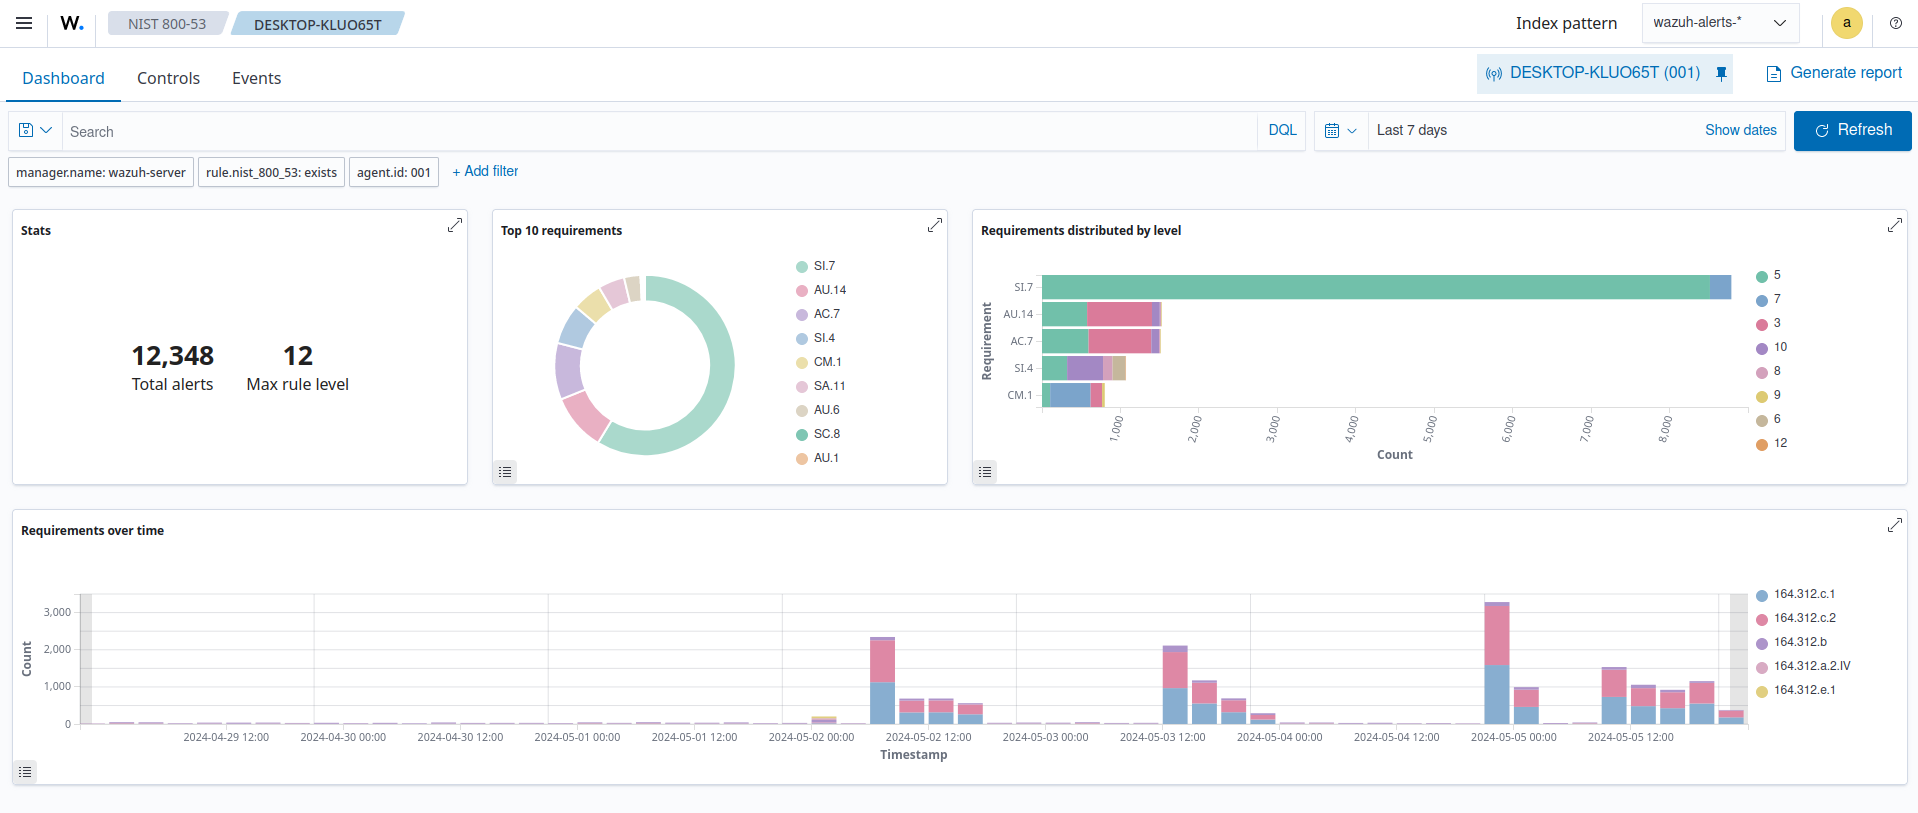 W. NIST 800-53 DESKTOP-KLUO65T Index pattern wazuh-alerts-* a
Dashboard Controls Events DESKTOP-KLUO65T (001) Generate report
Search DQL Last 7 days Show dates Refresh
manager.name: wazuh-server rule.nist_800_53: exists agent.id: 001 + Add filter
Stats
12,348 12
Total alerts Max rule level
Top 10 requirements
SI.7
AU.14
AC.7
SI.4
CM.1
SA.11
AU.6
SC.8
AU.1
Requirements distributed by level
Requirement
SI.7
AU.14
AC.7
SI.4
CM.1
1,000 2,000 3,000 4,000 5,000 6,000 7,000 8,000
Count
5
7
3
10
8
9
6
12
Requirements over time
Count
3,000
2,000
1,000
0
2024-04-29 12:00 2024-04-30 00:00 2024-04-30 12:00 2024-05-01 00:00 2024-05-01 12:00 2024-05-02 00:00 2024-05-02 12:00 2024-05-03 00:00 2024-05-03 12:00 2024-05-04 00:00 2024-05-04 12:00 2024-05-05 00:00 2024-05-05 12:00
Timestamp
164.312.c.1
164.312.c.2
164.312.b
164.312.a.2.IV
164.312.e.1